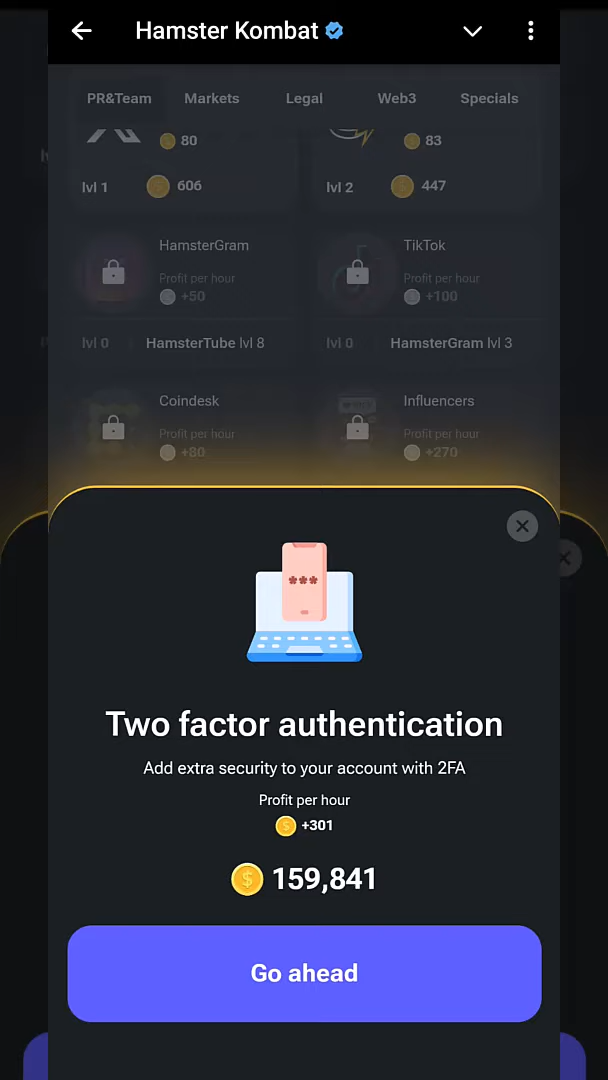 Hamster Kombat
PR&Team Markets Legal Web3 Specials
80 83
lvl 1 606 lvl 2 447
HamsterGram TikTok
Profit per hour Profit per hour
+50 +100
lvl 0 HamsterTube lvl 8 lvl 0 HamsterGram lvl 3
Coindesk Influencers
Profit per hour Profit per hour
+80 +270
***
Two factor authentication
Add extra security to your account with 2FA
Profit per hour
+301
159,841
Go ahead